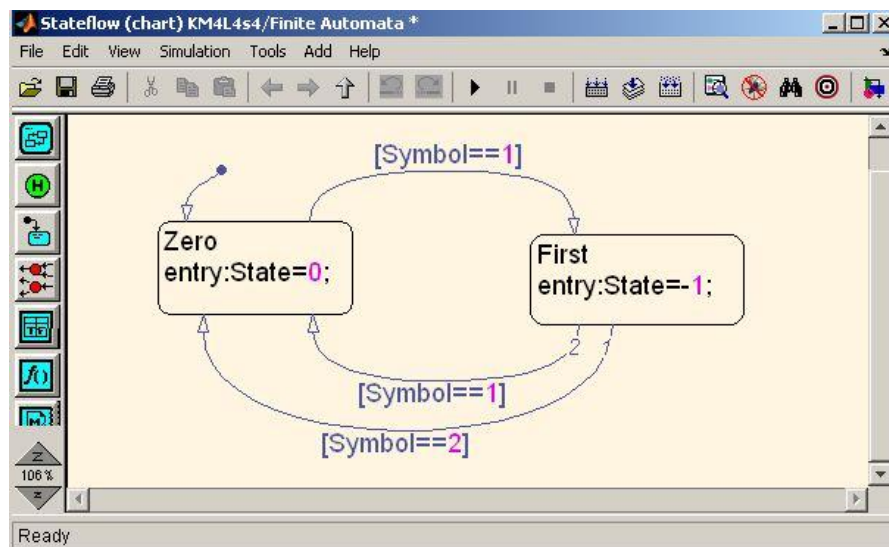 Stateflow (chart) KM4L4s4/Finite Automata *
File Edit View Simulation Tools Add Help
[Symbol==1]
Zero
entry:State=0;
First
entry:State=-1;
2 1
[Symbol==1]
[Symbol==2]
106%
Ready